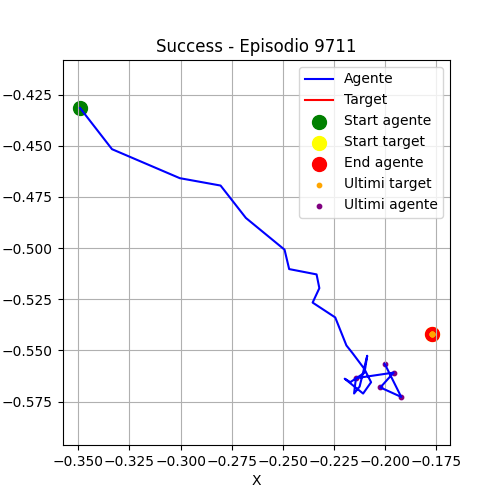 Success - Episodio 9711
Agente
Target
Start agente
Start target
End agente
Ultimi target
Ultimi agente
−0.425
−0.450
−0.475
−0.500
−0.525
−0.550
−0.575
−0.350 −0.325 −0.300 −0.275 −0.250 −0.225 −0.200 −0.175
X